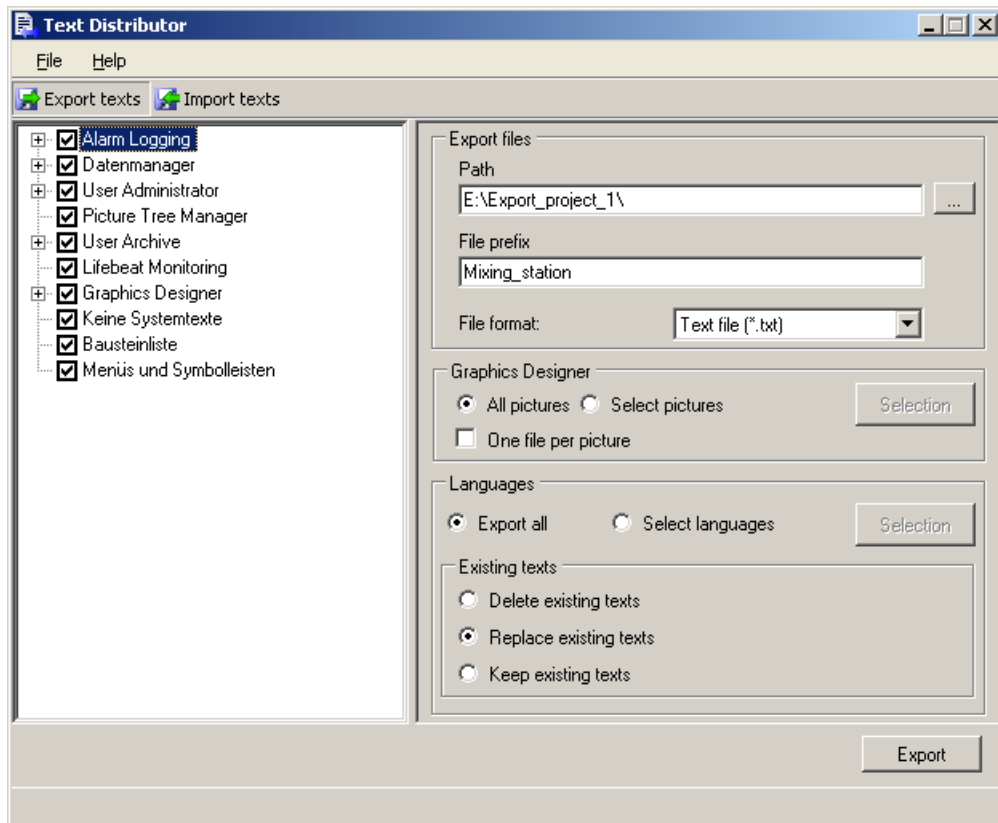 Text Distributor
File Help
Export texts Import texts
Alarm Logging
Datenmanager
User Administrator
Picture Tree Manager
User Archive
Lifebeat Monitoring
Graphics Designer
Keine Systemtexte
Bausteinliste
Menüs und Symbolleisten
Export files
Path
E:\Export_project_1\
...
File prefix
Mixing_station
File format: Text file (*.txt)
Graphics Designer
All pictures Select pictures Selection
One file per picture
Languages
Export all Select languages Selection
Existing texts
Delete existing texts
Replace existing texts
Keep existing texts
Export